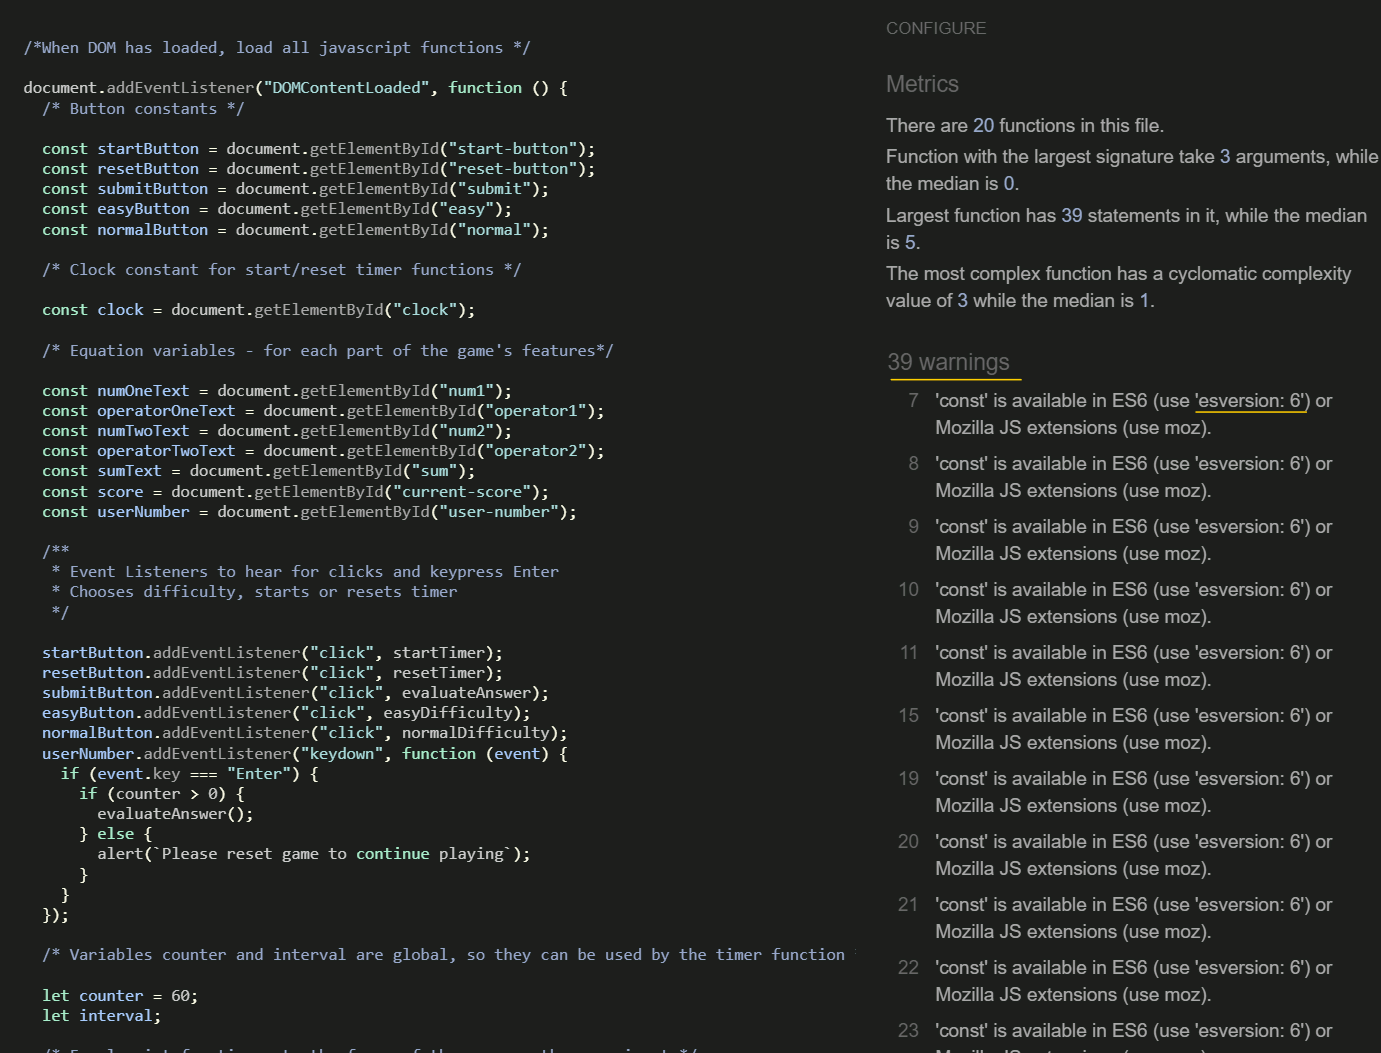 /*When DOM has loaded, load all javascript functions */
document.addEventListener("DOMContentLoaded", function () {
/* Button constants */
const startButton = document.getElementById("start-button");
const resetButton = document.getElementById("reset-button");
const submitButton = document.getElementById("submit");
const easyButton = document.getElementById("easy");
const normalButton = document.getElementById("normal");
/* Clock constant for start/reset timer functions */
const clock = document.getElementById("clock");
/* Equation variables - for each part of the game's features*/
const numOneText = document.getElementById("num1");
const operatorOneText = document.getElementById("operator1");
const numTwoText = document.getElementById("num2");
const operatorTwoText = document.getElementById("operator2");
const sumText = document.getElementById("sum");
const score = document.getElementById("current-score");
const userNumber = document.getElementById("user-number");
/**
* Event Listeners to hear for clicks and keypress Enter
* Chooses difficulty, starts or resets timer
*/
startButton.addEventListener("click", startTimer);
resetButton.addEventListener("click", resetTimer);
submitButton.addEventListener("click", evaluateAnswer);
easyButton.addEventListener("click", easyDifficulty);
normalButton.addEventListener("click", normalDifficulty);
userNumber.addEventListener("keydown", function (event) {
if (event.key === "Enter") {
if (counter > 0) {
evaluateAnswer();
} else {
alert(`Please reset game to continue playing`);
}
}
});
/* Variables counter and interval are global, so they can be used by the timer function
let counter = 60;
let interval;
CONFIGURE
Metrics
There are 20 functions in this file.
Function with the largest signature take 3 arguments, while
the median is 0.
Largest function has 39 statements in it, while the median
is 5.
The most complex function has a cyclomatic complexity
value of 3 while the median is 1.
39 warnings
7 'const' is available in ES6 (use 'esversion: 6') or
Mozilla JS extensions (use moz).
8 'const' is available in ES6 (use 'esversion: 6') or
Mozilla JS extensions (use moz).
9 'const' is available in ES6 (use 'esversion: 6') or
Mozilla JS extensions (use moz).
10 'const' is available in ES6 (use 'esversion: 6') or
Mozilla JS extensions (use moz).
11 'const' is available in ES6 (use 'esversion: 6') or
Mozilla JS extensions (use moz).
15 'const' is available in ES6 (use 'esversion: 6') or
Mozilla JS extensions (use moz).
19 'const' is available in ES6 (use 'esversion: 6') or
Mozilla JS extensions (use moz).
20 'const' is available in ES6 (use 'esversion: 6') or
Mozilla JS extensions (use moz).
21 'const' is available in ES6 (use 'esversion: 6') or
Mozilla JS extensions (use moz).
22 'const' is available in ES6 (use 'esversion: 6') or
Mozilla JS extensions (use moz).
23 'const' is available in ES6 (use 'esversion: 6') or